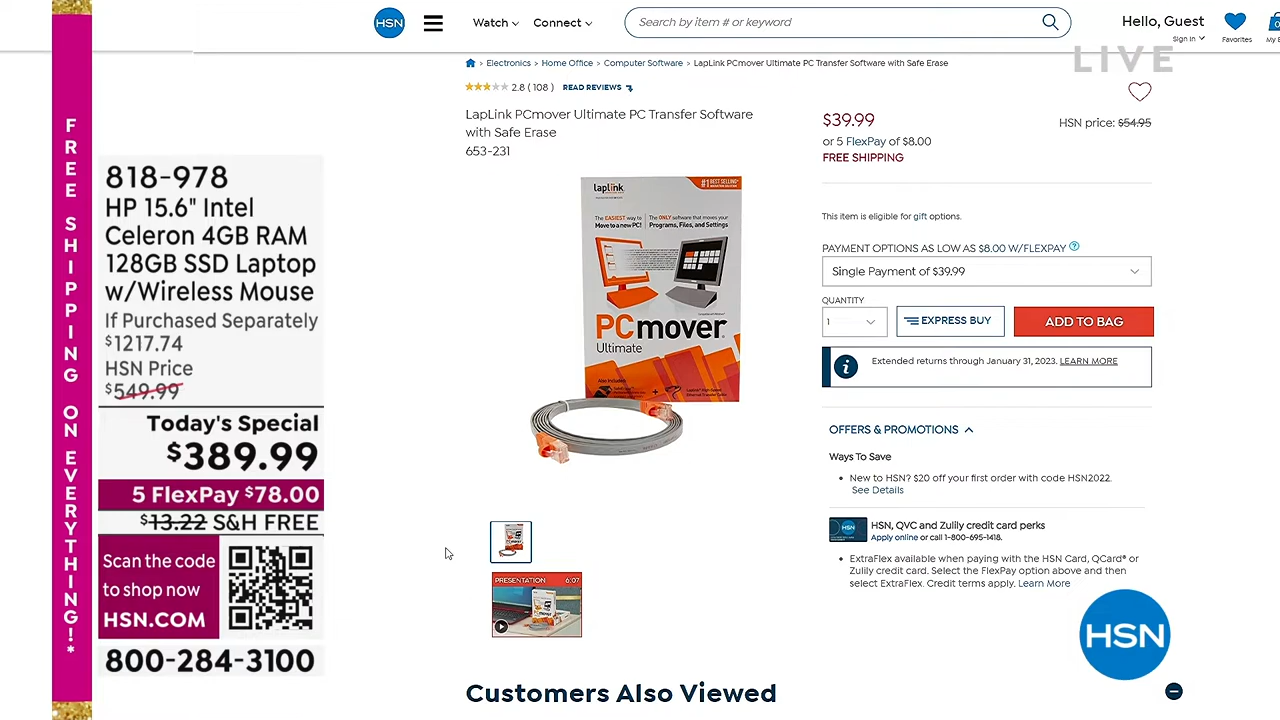 FREE SHIPPING ON EVERYTHING!*
818-978
HP 15.6" Intel
Celeron 4GB RAM
128GB SSD Laptop
w/Wireless Mouse
If Purchased Separately
$1217.74
HSN Price
$549.99
Today's Special
$389.99
5 FlexPay $78.00
$13.22 S&H FREE
Scan the code
to shop now
HSN.COM
800-284-3100
HSN
Watch
Connect
Search by item # or keyword
Hello, Guest
Sign In
Favorites
0
LIVE
Electronics > Home Office > Computer Software > LapLink PCmover Ultimate PC Transfer Software with Safe Erase
2.8 ( 108 ) READ REVIEWS
LapLink PCmover Ultimate PC Transfer Software
with Safe Erase
653-231
laplink
#1 BEST SELLING
The EASIEST way to
Move to a new PC!
The ONLY software that moves your
Programs, Files, and Settings
PCmover
Ultimate
Also Includes:
PRESENTATION 6:07
PCmover
$39.99
HSN price: $54.95
or 5 FlexPay of $8.00
FREE SHIPPING
This item is eligible for gift options.
PAYMENT OPTIONS AS LOW AS $8.00 W/FLEXPAY ?
Single Payment of $39.99
QUANTITY
1
EXPRESS BUY
ADD TO BAG
i
Extended returns through January 31, 2023. LEARN MORE
OFFERS & PROMOTIONS
Ways To Save
• New to HSN? $20 off your first order with code HSN2022.
See Details
HSN
HSN, QVC and Zulily credit card perks
Apply online or call 1-800-695-1418.
• ExtraFlex available when paying with the HSN Card, QCard® or
Zulily credit card. Select the FlexPay option above and then
select ExtraFlex. Credit terms apply. Learn More
HSN
Customers Also Viewed